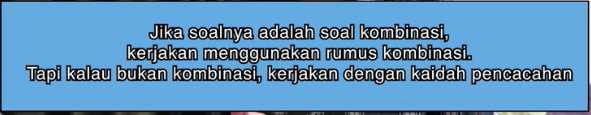 Jika soalnya adalah soal kombinasi,
kerjakan menggunakan rumus kombinasi.
Tapi kalau bukan kombinasi, kerjakan dengan kaidah pencacahan